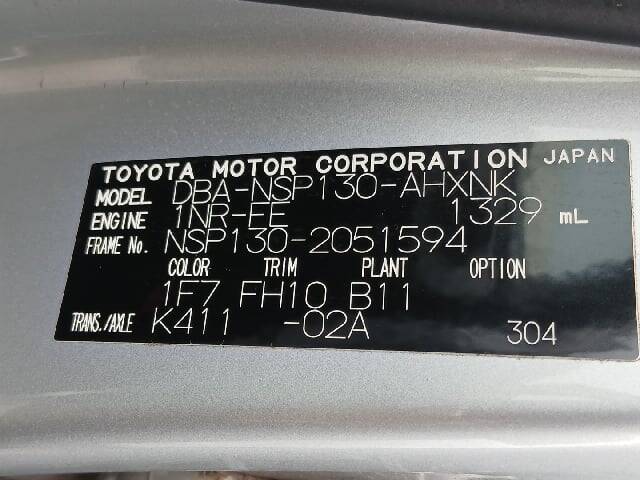 TOYOTA MOTOR CORPORATION JAPAN
MODEL DBA-NSP130-AHXNK
ENGINE 1NR-FE 1329 mL
FRAME No. NSP130-2051594
COLOR TRIM PLANT OPTION
1F7 FH10 B11
TRANS./AXLE K411 -02A 304